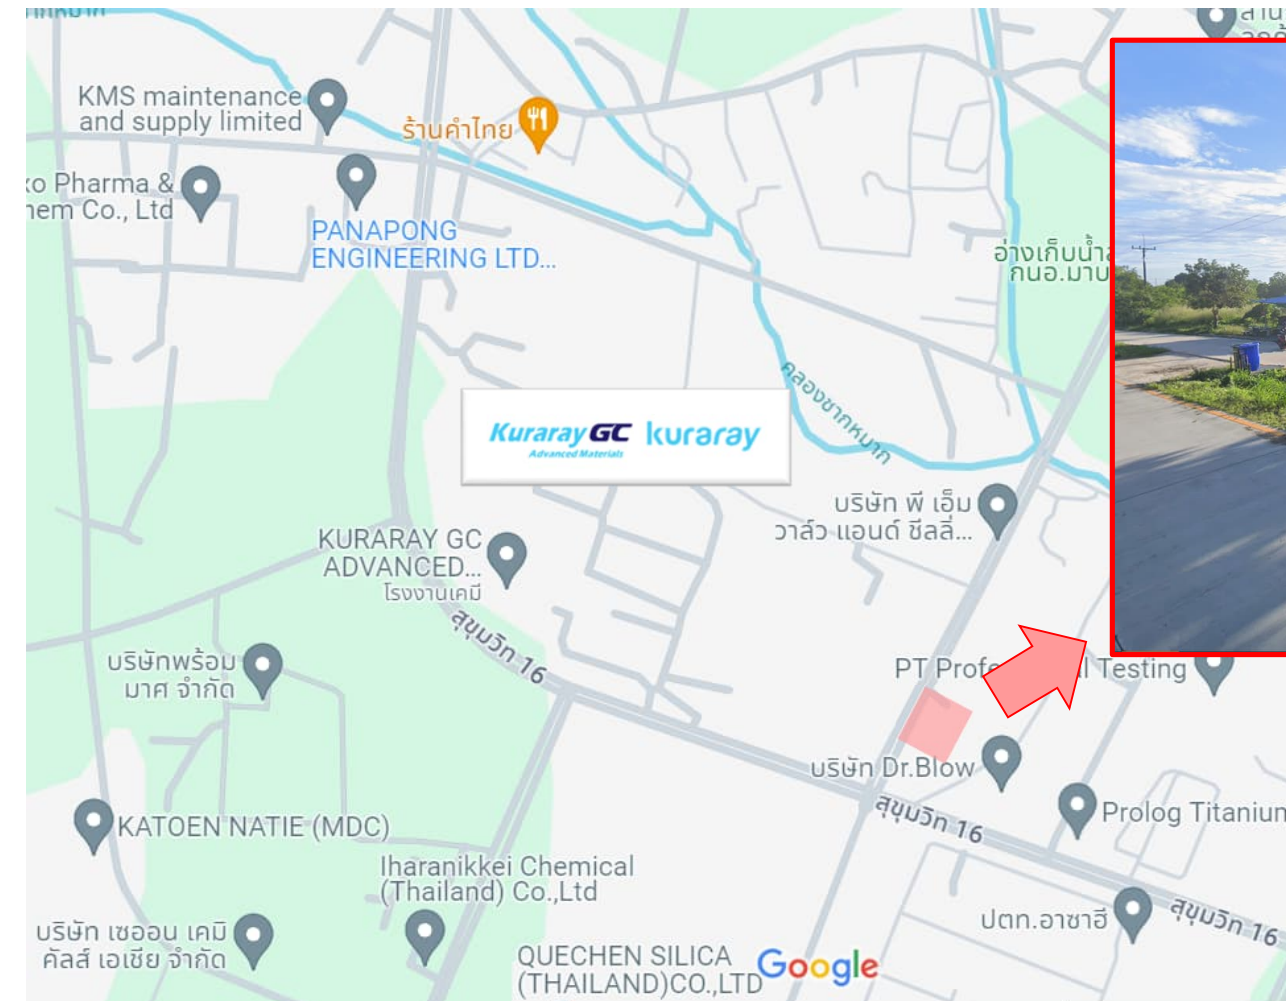 KMS maintenance
and supply limited
ร้านคำไทย
Pharma &
Co., Ltd
PANAPONG
ENGINEERING LTD...
อ่างเก็บน้ำ
กนอ.มาบ
คลองชากหมาก
Kuraray GC kuraray
Advanced Materials
บริษัท พี เอ็ม
วาล์ว แอนด์ ซีลลิ่...
KURARAY GC
ADVANCED...
โรงงานเคมี
สุขุมวิท 16
บริษัทพร้อม
มาศ จำกัด
PT Testing
บริษัท Dr.Blow
สุขุมวิท 16
Prolog Titanium
KATOEN NATIE (MDC)
Iharanikkei Chemical
(Thailand) Co.,Ltd
บริษัท เซออน เคมิ
คัลส์ เอเชีย จำกัด
ปตท.อาซาฮี
สุขุมวิท 16
QUECHEN SILICA
(THAILAND)CO.,LTD
Google